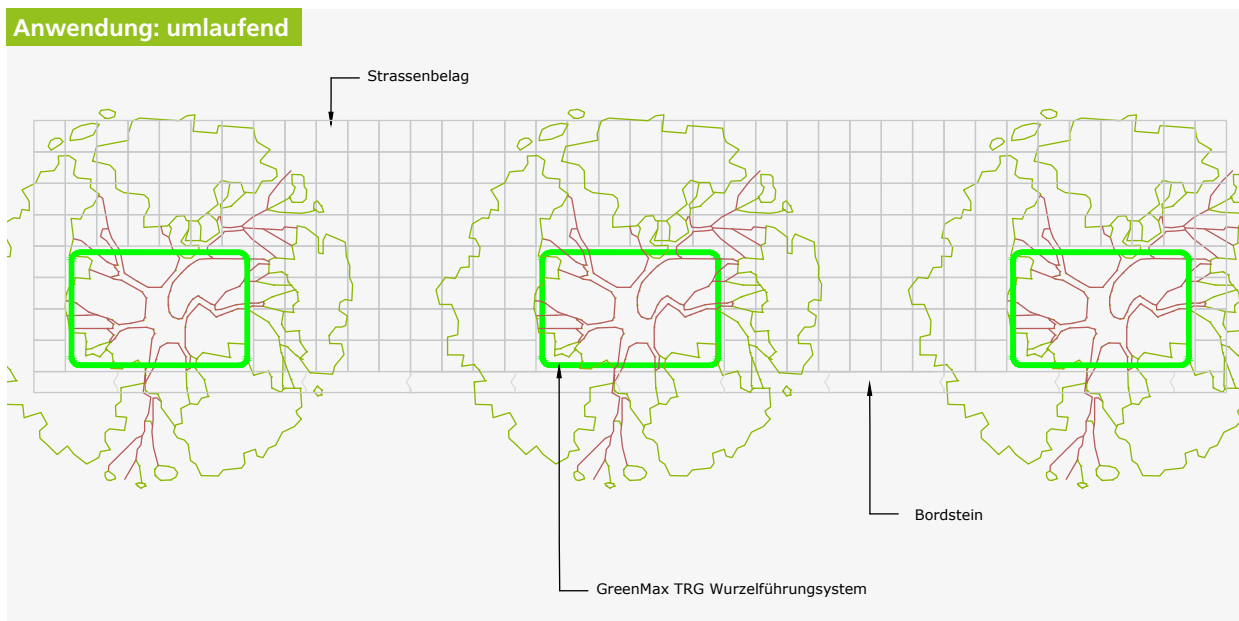 Anwendung: umlaufend
Strassenbelag
Bordstein
GreenMax TRG Wurzelführungsystem